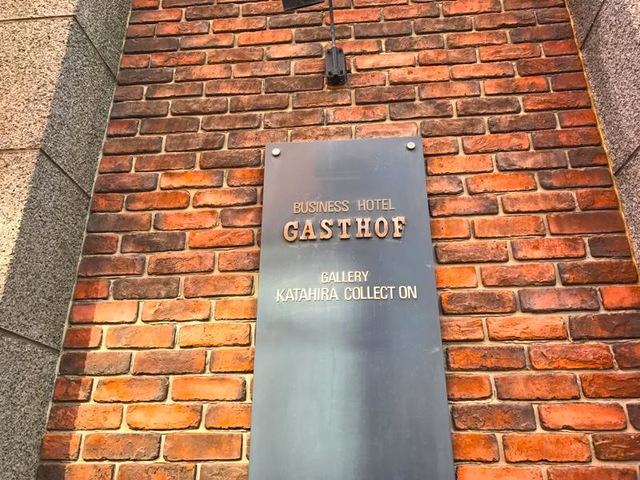 BUSINESS HOTEL
GASTHOF
GALLERY
KATAHIRA COLLECT ON